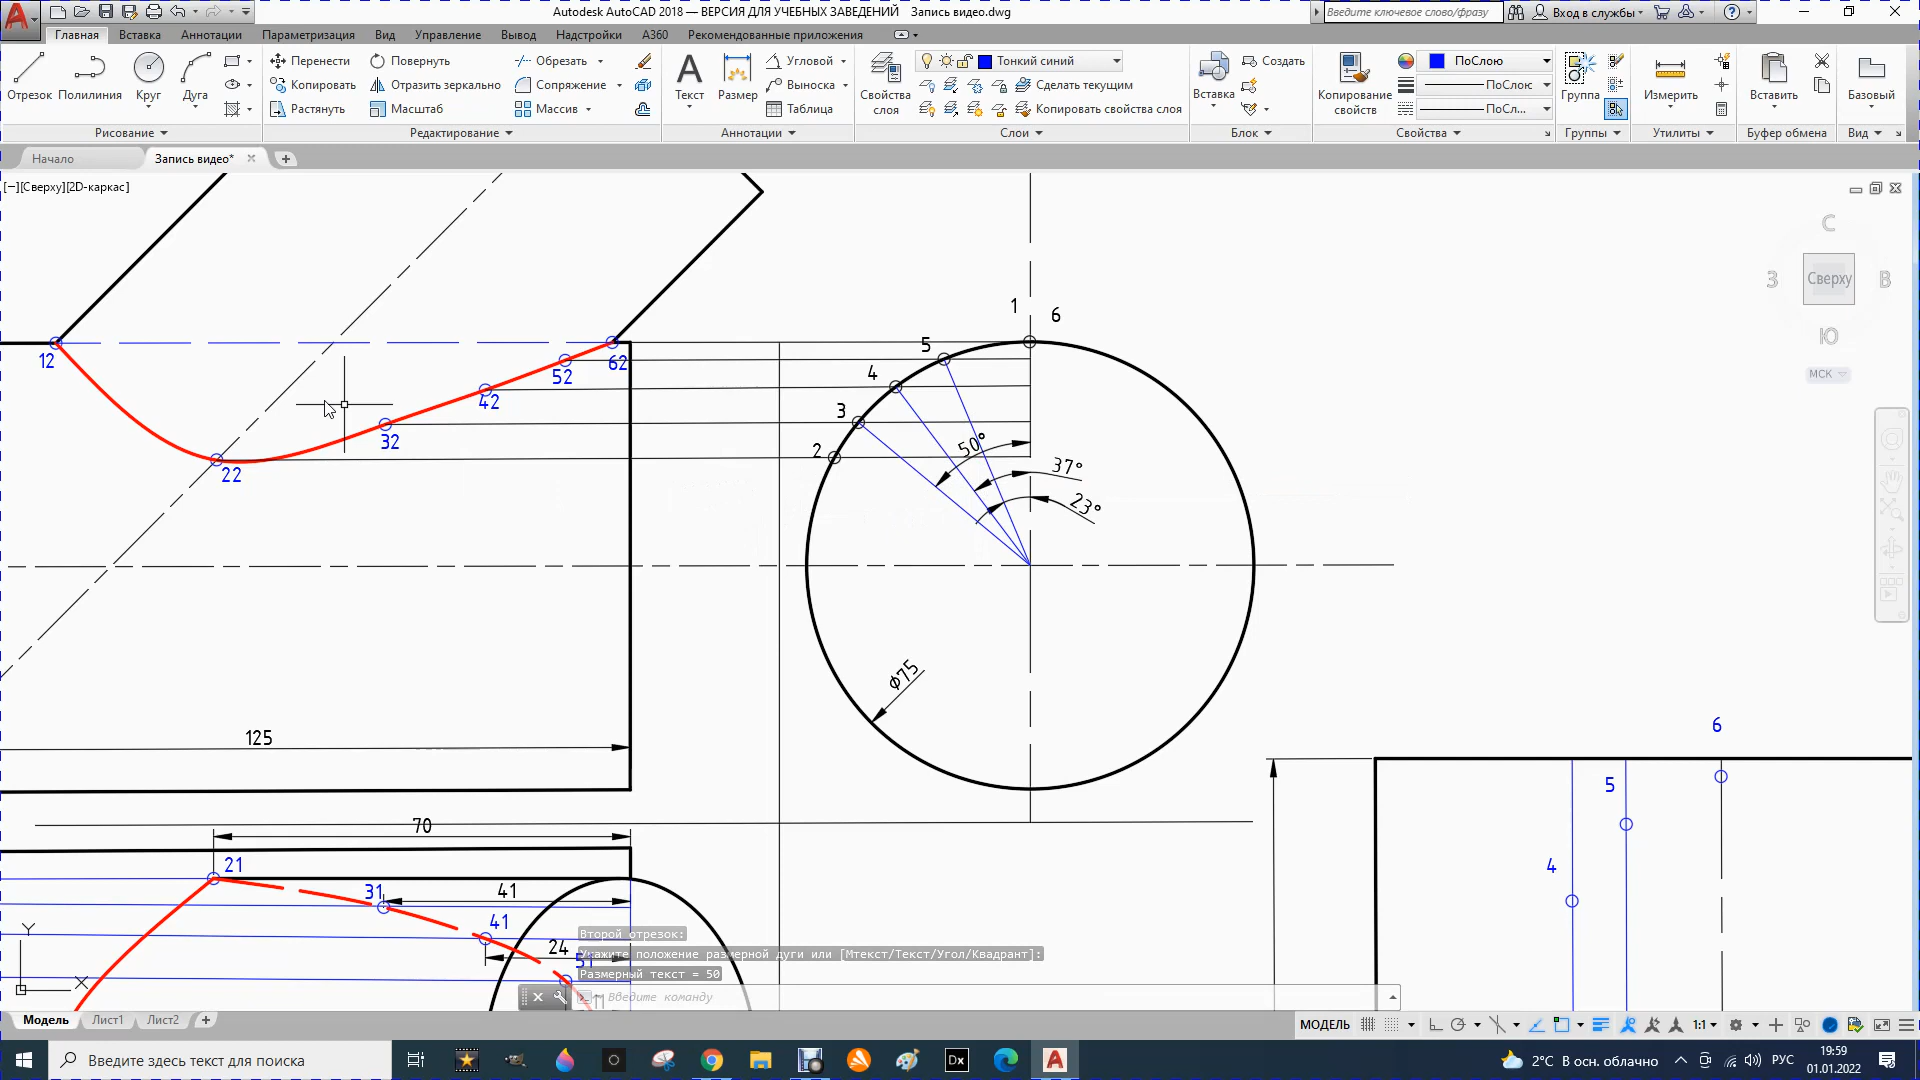 Autodesk AutoCAD 2018 — ВЕРСИЯ ДЛЯ УЧЕБНЫХ ЗАВЕДЕНИЙ Запись видео.dwg
Введите ключевое слово/фразу
Вход в службы
Главная Вставка Аннотации Параметризация Вид Управление Вывод Надстройки A360 Рекомендованные приложения
Отрезок Полилиния Круг Дуга
Рисование
Перенести Повернуть Обрезать
Копировать Отразить зеркально Сопряжение
Растянуть Масштаб Массив
Редактирование
Текст Размер
Угловой
Выноска
Таблица
Аннотации
Свойства слоя
Тонкий синий
Сделать текущим
Копировать свойства слоя
Слои
Вставка
Создать
Блок
Копирование свойств
ПоСлою
ПоСлою
ПоСл...
Свойства
Группа
Группы
Измерить
Утилиты
Вставить
Буфер обмена
Базовый
Вид
Начало
Запись видео*
[−][Сверху][2D-каркас]
С
З Сверху В
Ю
МСК
1
6
5
4
3
2
12
62
52
42
32
22
50°
37°
23°
ϕ75
125
70
21
31
41
41
24
51
6
5
4
Y
X
Второй отрезок:
Укажите положение размерной дуги или [Мтекст/Текст/Угол/Квадрант]:
Размерный текст = 50
Введите команду
Модель Лист1 Лист2
МОДЕЛЬ
1:1
Введите здесь текст для поиска
Dx
2°C В осн. облачно
РУС
19:59
01.01.2022